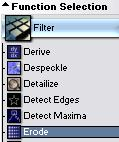 Function Selection
Filter
Derive
Despeckle
Detailize
Detect Edges
Detect Maxima
Erode